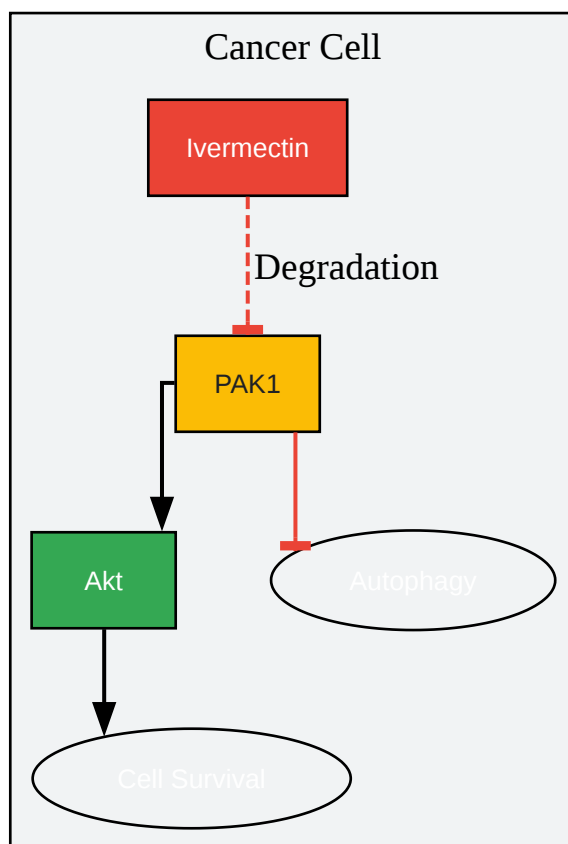 Cancer Cell
Ivermectin
Degradation
PAK1
Akt
Autophagy
Cell Survival